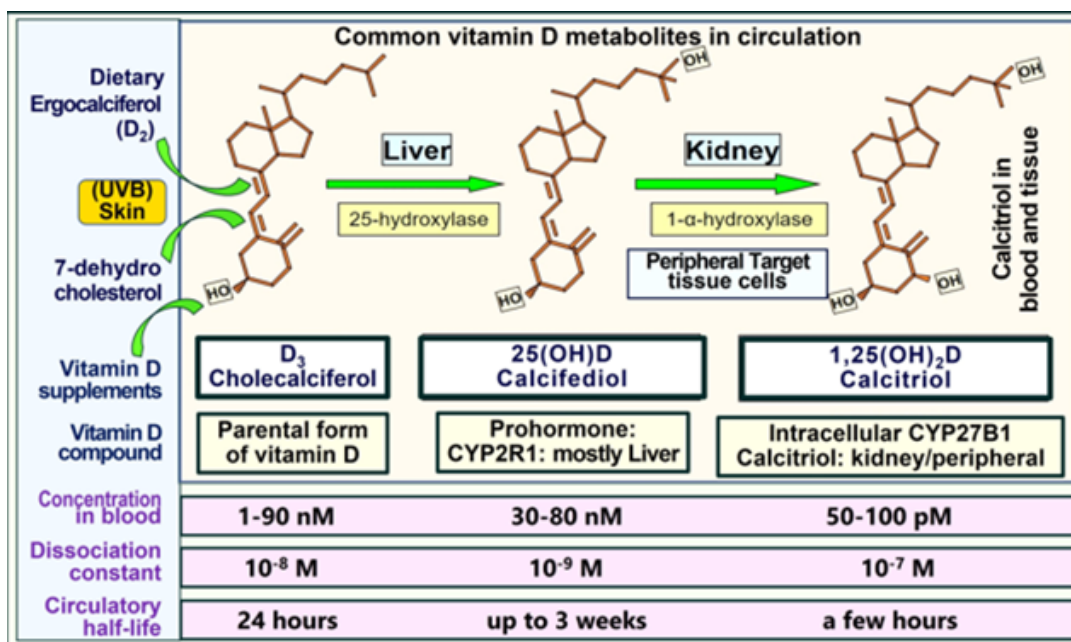 Common vitamin D metabolites in circulation
Dietary
Ergocalciferol
(D₂)
(UVB)
Skin
7-dehydro
cholesterol
Vitamin D
supplements
HO
Liver
25-hydroxylase
OH
HO
Kidney
1-α-hydroxylase
Peripheral Target
tissue cells
OH
HO
OH
Calcitriol in
blood and tissue
D₃
Cholecalciferol
25(OH)D
Calcifediol
1,25(OH)₂D
Calcitriol
Vitamin D
compound
Parental form
of vitamin D
Prohormone:
CYP2R1: mostly Liver
Intracellular CYP27B1
Calcitriol: kidney/peripheral
Concentration
in blood
1-90 nM
30-80 nM
50-100 pM
Dissociation
constant
10⁻⁸ M
10⁻⁹ M
10⁻⁷ M
Circulatory
half-life
24 hours
up to 3 weeks
a few hours